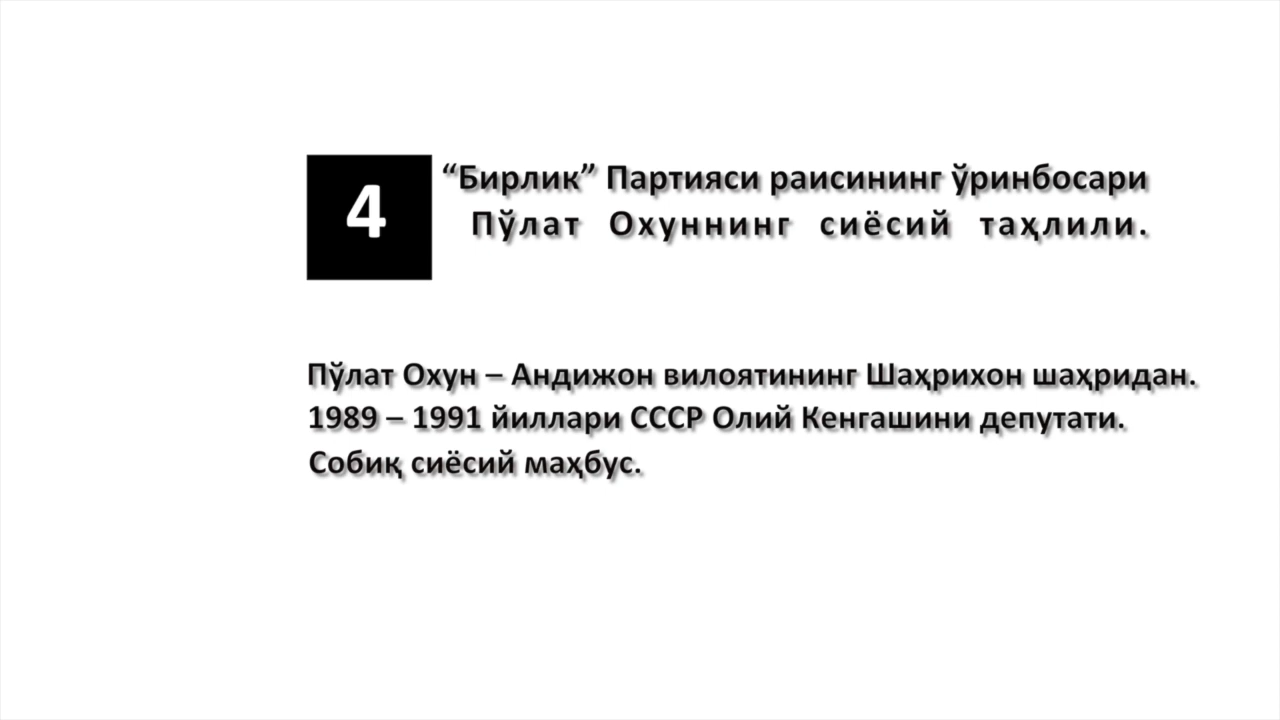 4
“Бирлик” Партияси раисининг ўринбосари
Пўлат Охуннинг сиёсий таҳлили.
Пўлат Охун – Андижон вилоятининг Шаҳрихон шаҳридан.
1989 – 1991 йиллари СССР Олий Кенгашини депутати.
Собиқ сиёсий маҳбус.